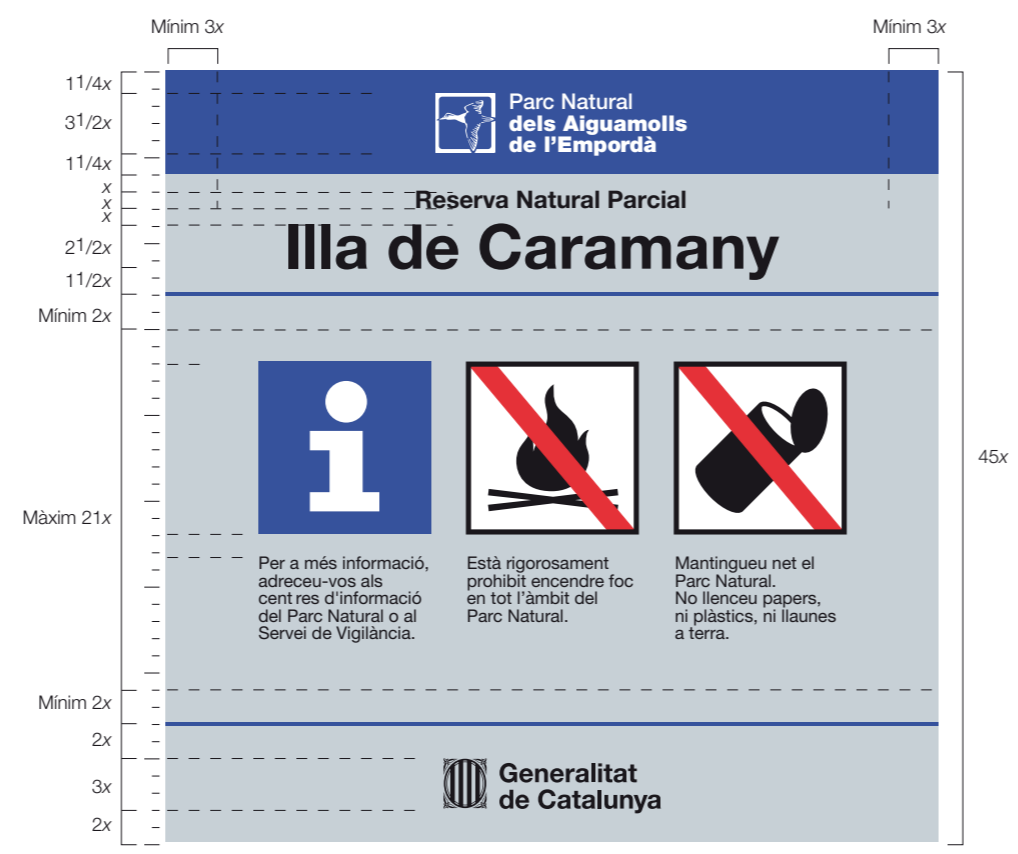 Mínim 3x
Mínim 3x
1 1/4x
3 1/2x
1 1/4x
x
x
x
2 1/2x
1 1/2x
Mínim 2x
Màxim 21x
Mínim 2x
2x
3x
2x
45x
Parc Natural
dels Aiguamolls
de l'Empordà
Reserva Natural Parcial
Illa de Caramany
Per a més informació,
adreceu-vos als
cent res d'informació
del Parc Natural o al
Servei de Vigilància.
Està rigorosament
prohibit encendre foc
en tot l'àmbit del
Parc Natural.
Mantingueu net el
Parc Natural.
No llenceu papers,
ni plàstics, ni llaunes
a terra.
Generalitat
de Catalunya